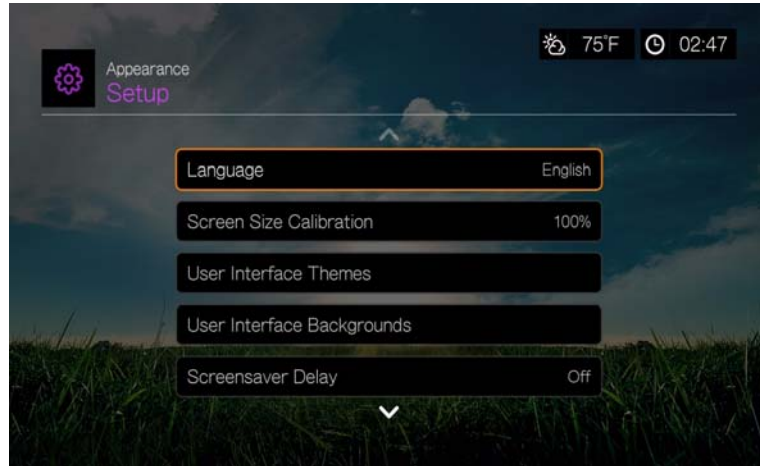 75°F 02:47
Appearance
Setup
Language English
Screen Size Calibration 100%
User Interface Themes
User Interface Backgrounds
Screensaver Delay Off